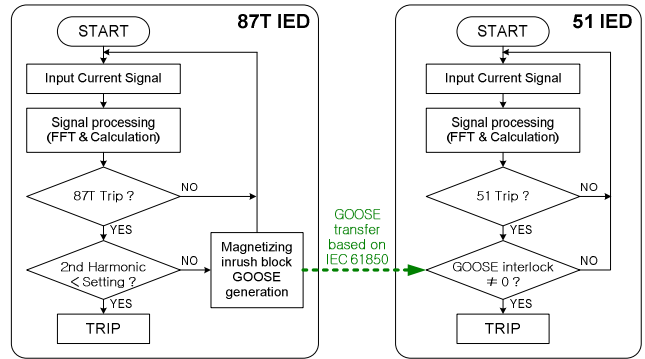 87T IED
START
Input Current Signal
Signal processing
(FFT & Calculation)
87T Trip ?
NO
YES
2nd Harmonic
< Setting ?
NO
YES
TRIP
Magnetizing
inrush block
GOOSE
generation
GOOSE
transfer
based on
IEC 61850
51 IED
START
Input Current Signal
Signal processing
(FFT & Calculation)
51 Trip ?
NO
YES
GOOSE interlock
≠ 0 ?
NO
YES
TRIP